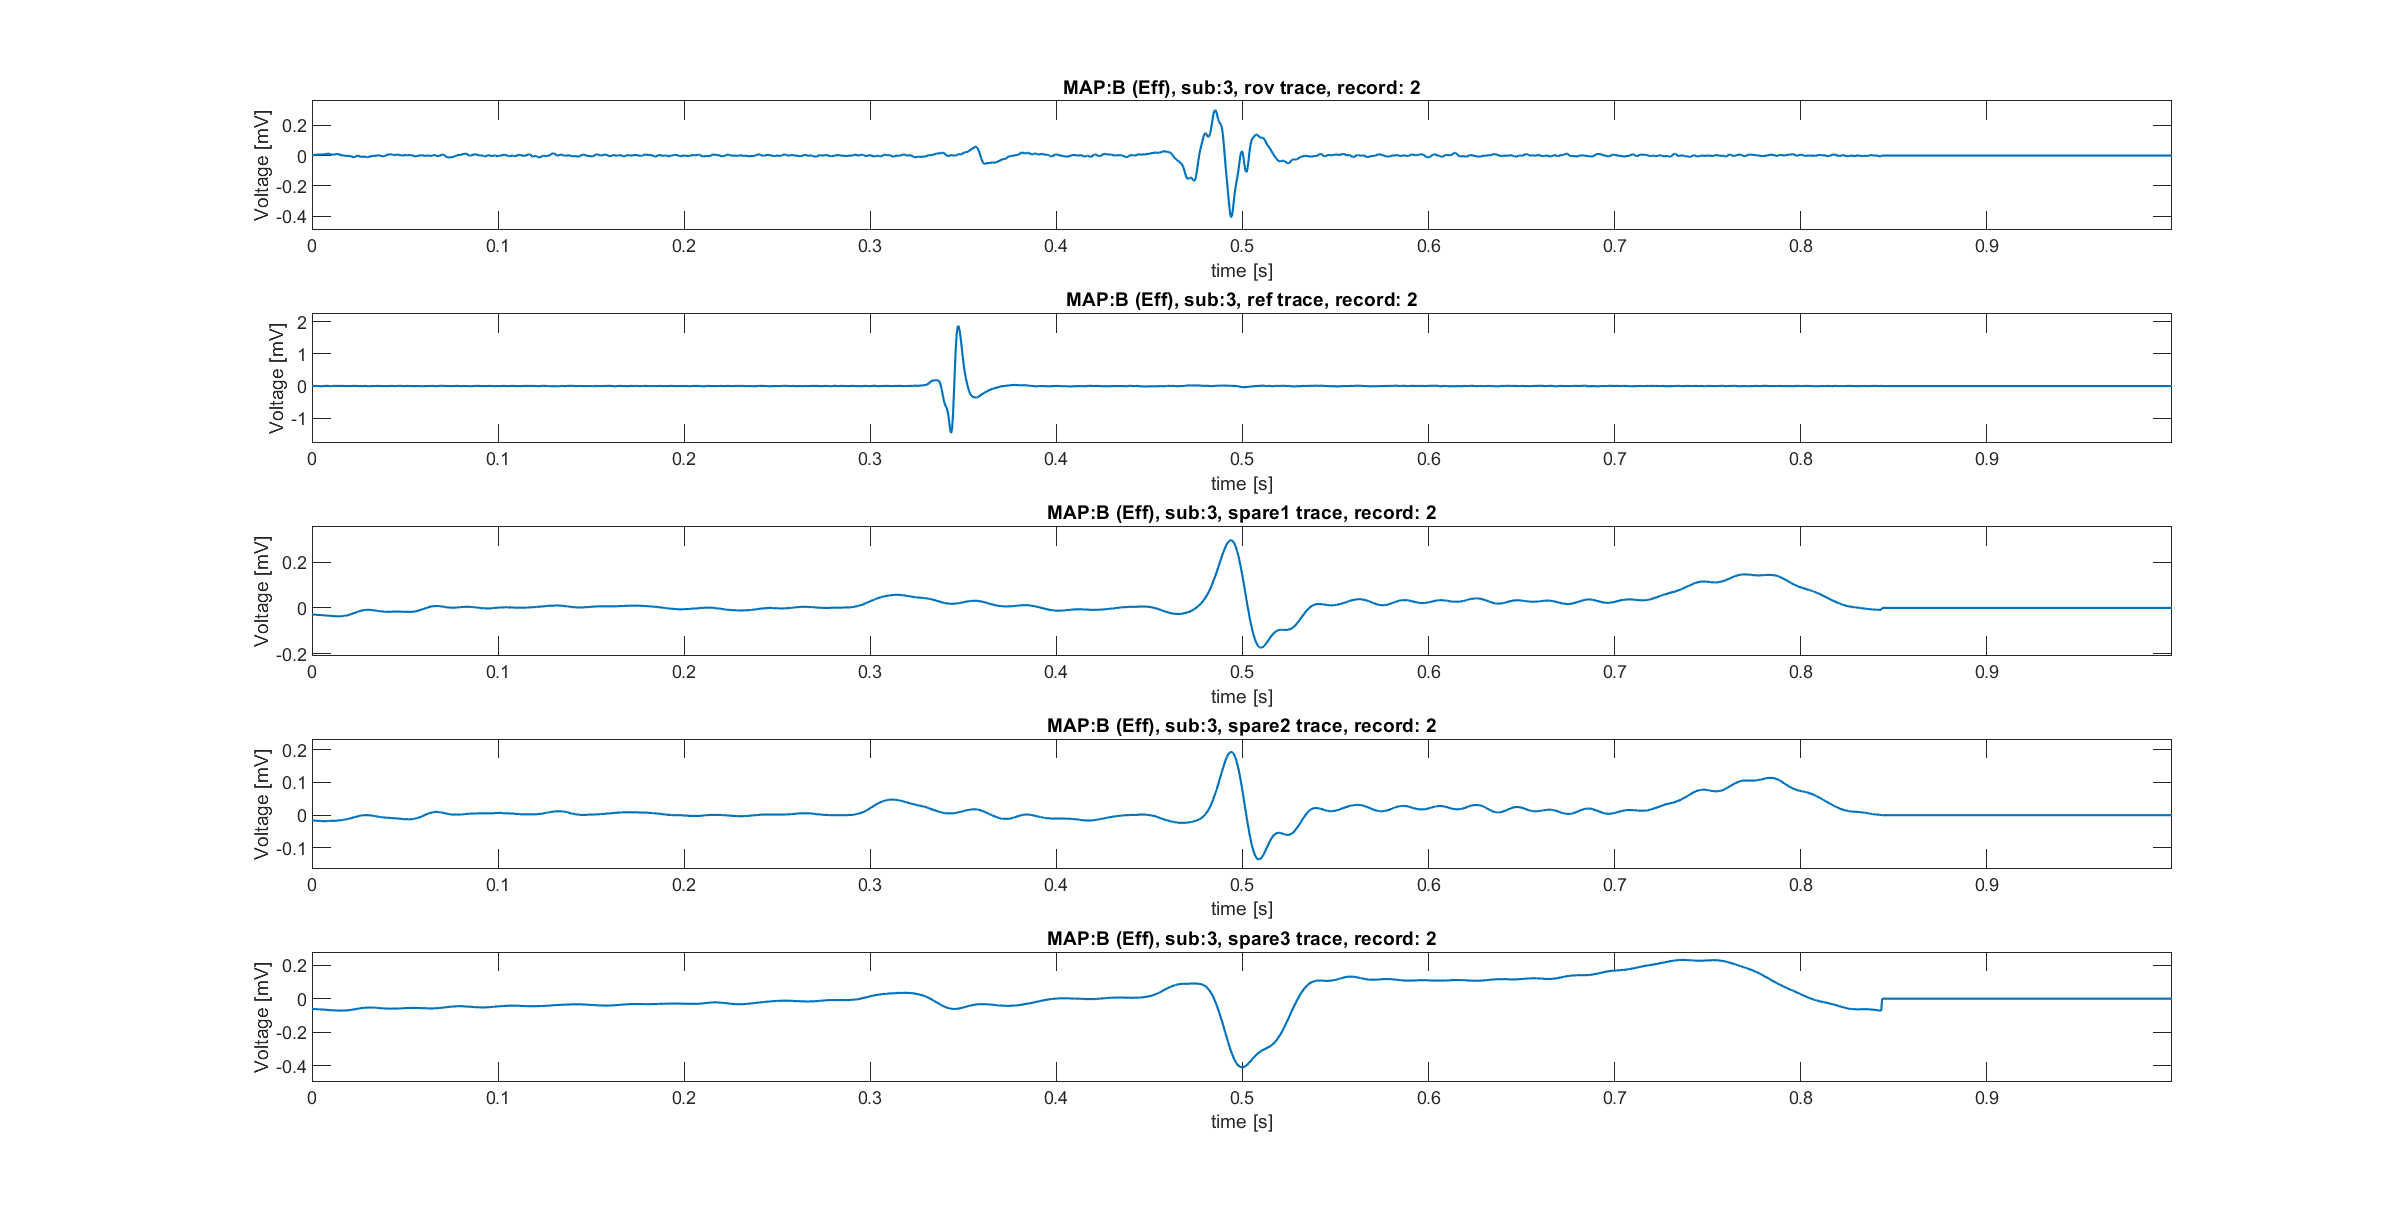 MAP:B (Eff), sub:3, rov trace, record: 2
Voltage [mV]
0.2
0
-0.2
-0.4
0 0.1 0.2 0.3 0.4 0.5 0.6 0.7 0.8 0.9
time [s]
MAP:B (Eff), sub:3, ref trace, record: 2
Voltage [mV]
2
1
0
-1
0 0.1 0.2 0.3 0.4 0.5 0.6 0.7 0.8 0.9
time [s]
MAP:B (Eff), sub:3, spare1 trace, record: 2
Voltage [mV]
0.2
0
-0.2
0 0.1 0.2 0.3 0.4 0.5 0.6 0.7 0.8 0.9
time [s]
MAP:B (Eff), sub:3, spare2 trace, record: 2
Voltage [mV]
0.2
0.1
0
-0.1
0 0.1 0.2 0.3 0.4 0.5 0.6 0.7 0.8 0.9
time [s]
MAP:B (Eff), sub:3, spare3 trace, record: 2
Voltage [mV]
0.2
0
-0.2
-0.4
0 0.1 0.2 0.3 0.4 0.5 0.6 0.7 0.8 0.9
time [s]